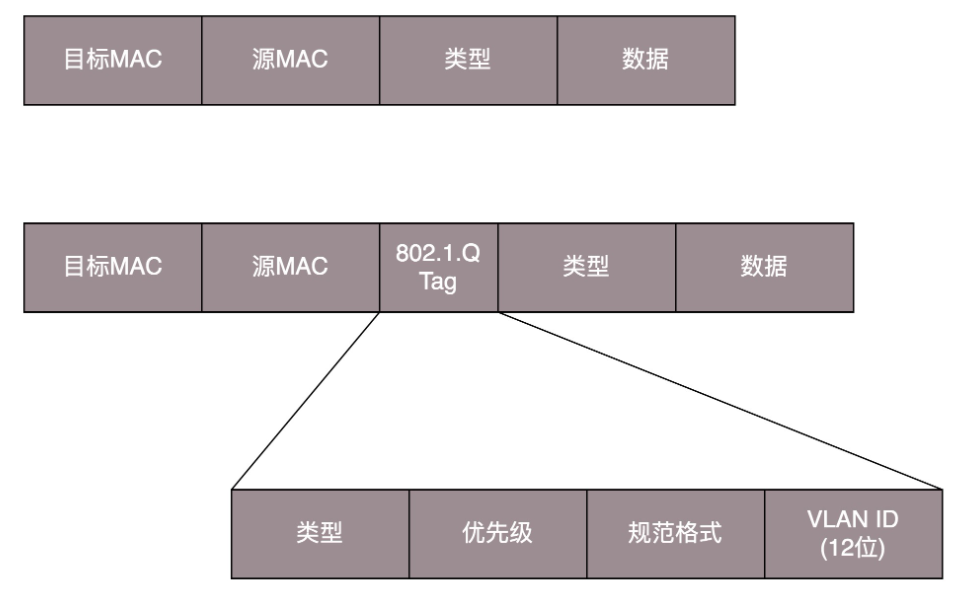 目标MAC
源MAC
类型
数据
目标MAC
源MAC
802.1.Q
Tag
类型
数据
类型
优先级
规范格式
VLAN ID
(12位)